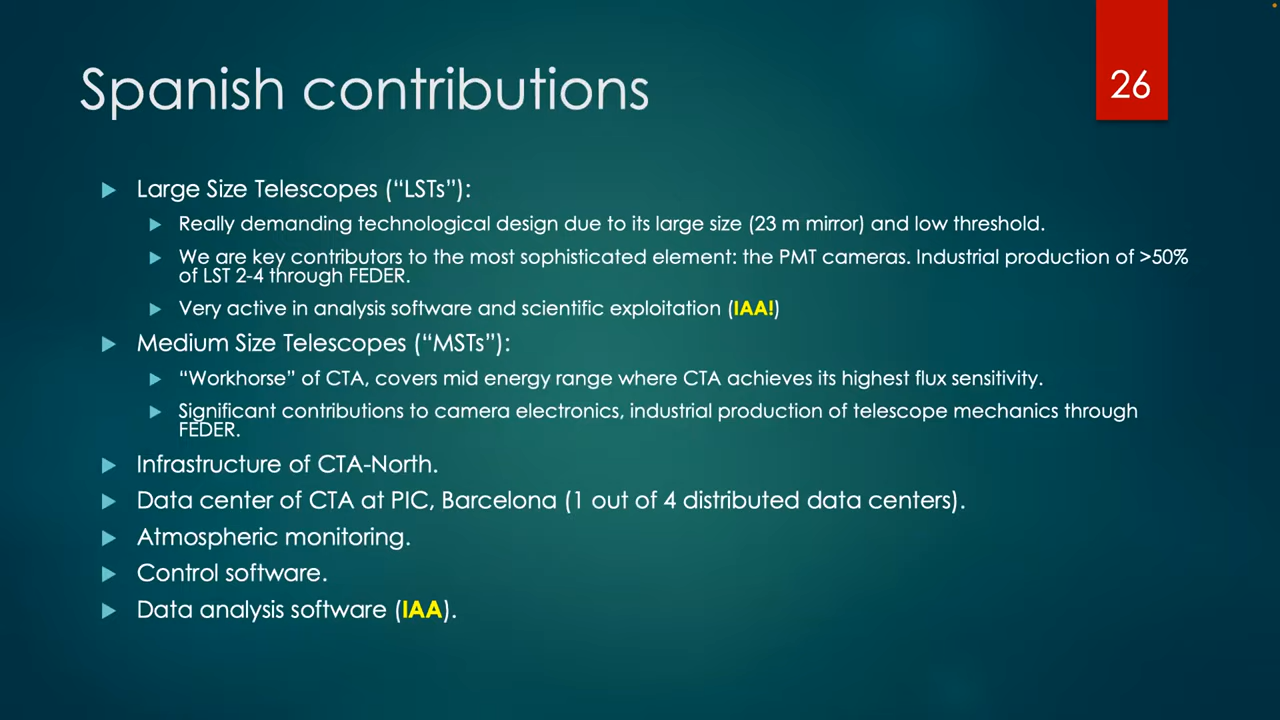 Spanish contributions
26
Large Size Telescopes (“LSTs”):
Really demanding technological design due to its large size (23 m mirror) and low threshold.
We are key contributors to the most sophisticated element: the PMT cameras. Industrial production of >50%
of LST 2-4 through FEDER.
Very active in analysis software and scientific exploitation (IAA!)
Medium Size Telescopes (“MSTs”):
“Workhorse” of CTA, covers mid energy range where CTA achieves its highest flux sensitivity.
Significant contributions to camera electronics, industrial production of telescope mechanics through
FEDER.
Infrastructure of CTA-North.
Data center of CTA at PIC, Barcelona (1 out of 4 distributed data centers).
Atmospheric monitoring.
Control software.
Data analysis software (IAA).